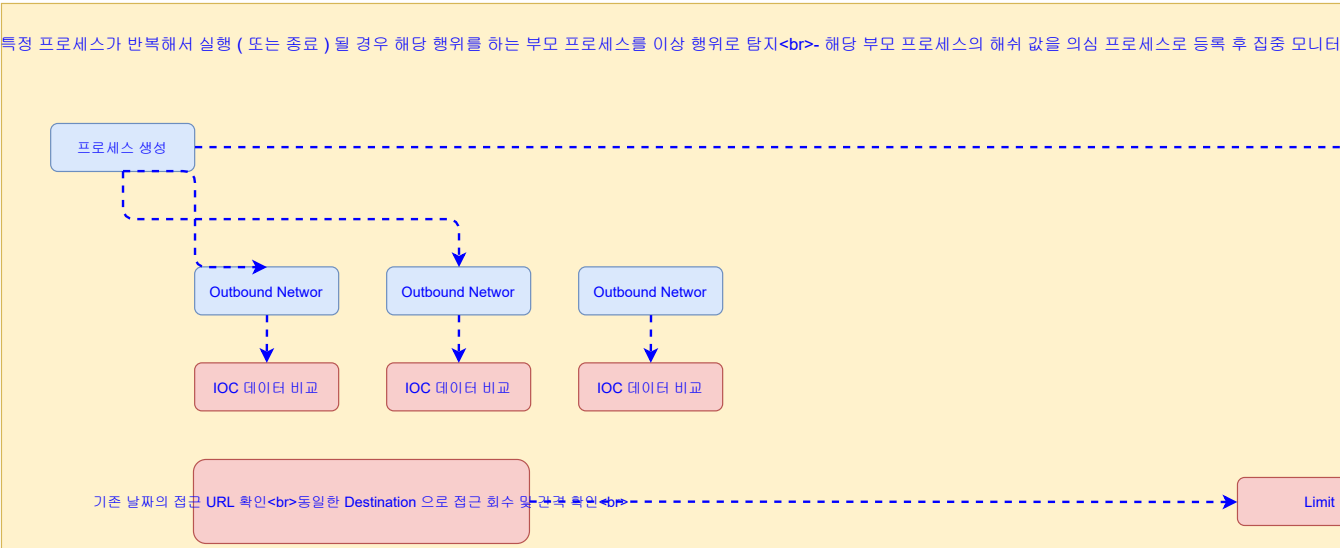 특정 프로세스가 반복해서 실행 ( 또는 종료 ) 될 경우 해당 행위를 하는 부모 프로세스를 이상 행위로 탐지<br>- 해당 부모 프로세스의 해쉬 값을 의심 프로세스로 등록 후 집중 모니터
프로세스 생성
Outbound Networ
Outbound Networ
Outbound Networ
IOC 데이터 비교
IOC 데이터 비교
IOC 데이터 비교
기존 날짜의 접근 URL 확인<br>동일한 Destination 으로 접근 회수 및 간격 확인<br>
Limit